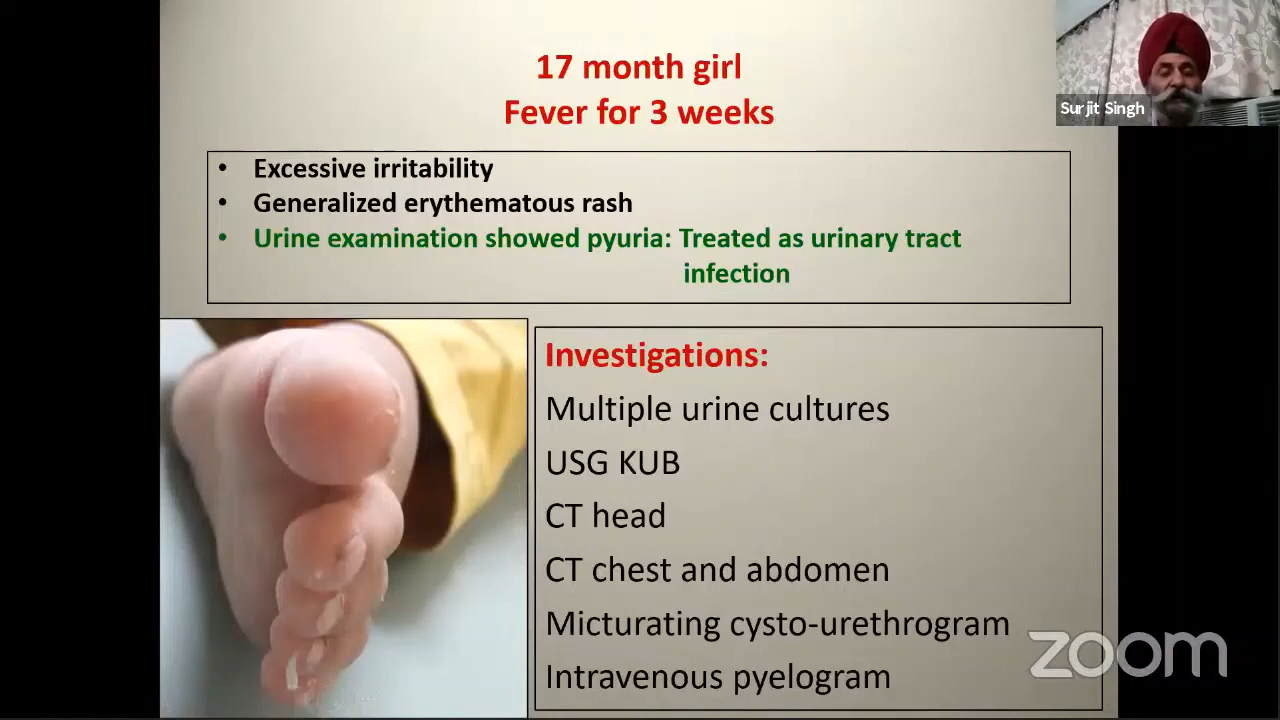 17 month girl
Fever for 3 weeks
Surjit Singh
• Excessive irritability
• Generalized erythematous rash
• Urine examination showed pyuria: Treated as urinary tract
infection
Investigations:
Multiple urine cultures
USG KUB
CT head
CT chest and abdomen
Micturating cysto-urethrogram
Intravenous pyelogram
zoom